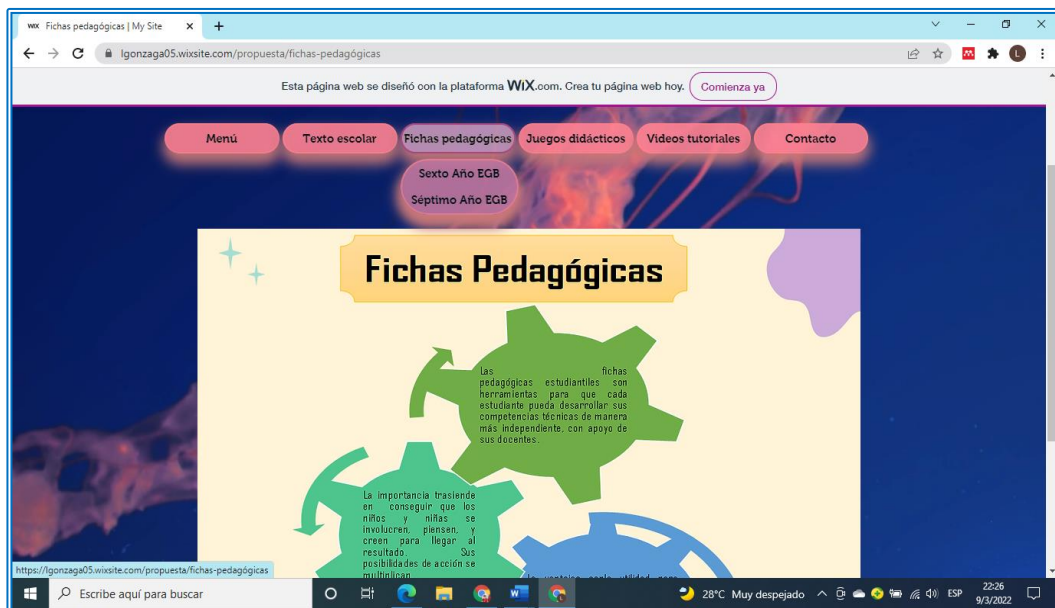 WiX Fichas pedagógicas | My Site
lgonzaga05.wixsite.com/propuesta/fichas-pedagógicas
L
Esta página web se diseñó con la plataforma WiX.com. Crea tu página web hoy. Comienza ya
Menú Texto escolar Fichas pedagógicas Juegos didácticos Videos tutoriales Contacto
Sexto Año EGB
Séptimo Año EGB
Fichas Pedagógicas
Las fichas
pedagógicas estudiantiles son
herramientas para que cada
estudiante pueda desarrollar sus
competencias técnicas de manera
más independiente, con apoyo de
sus docentes.
La importancia trasiende
en conseguir que los
niños y niñas se
involucren, piensen, y
creen para llegar al
resultado. Sus
posibilidades de acción se
multiplican
https://lgonzaga05.wixsite.com/propuesta/fichas-pedagógicas
Escribe aquí para buscar
28°C Muy despejado
ESP
22:26
9/3/2022